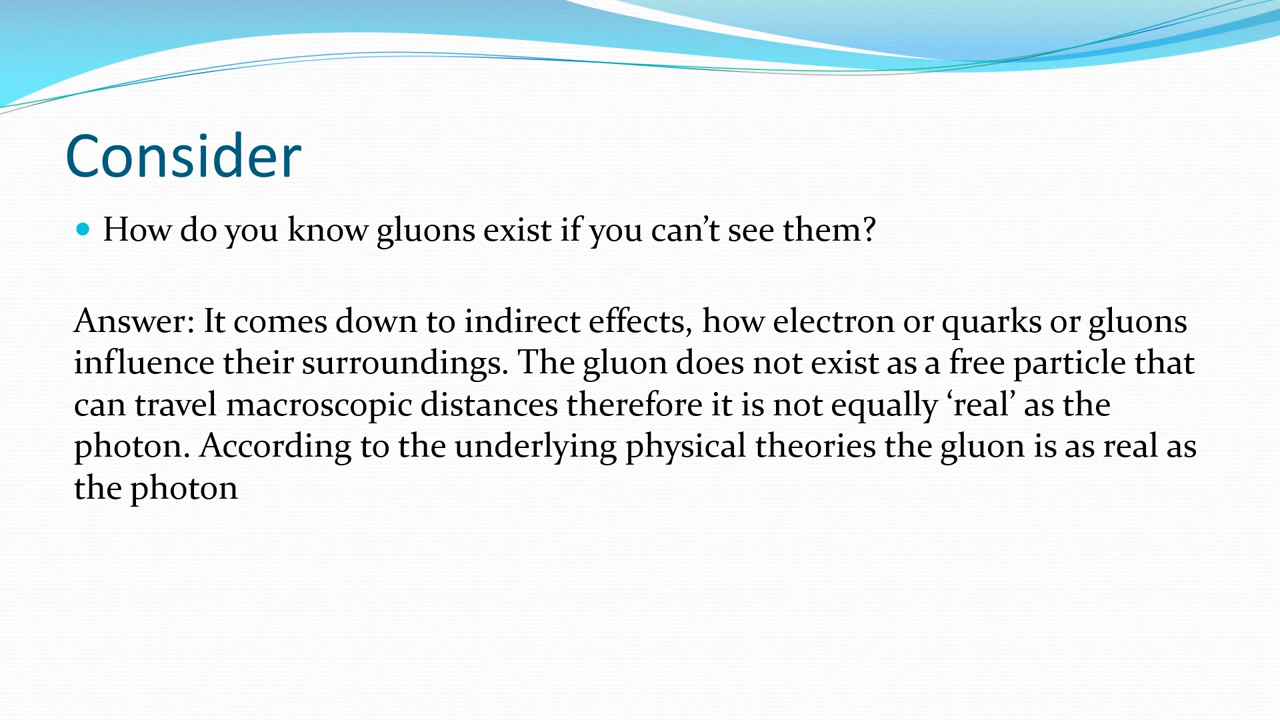 Consider
• How do you know gluons exist if you can’t see them?
Answer: It comes down to indirect effects, how electron or quarks or gluons
influence their surroundings. The gluon does not exist as a free particle that
can travel macroscopic distances therefore it is not equally ‘real’ as the
photon. According to the underlying physical theories the gluon is as real as
the photon